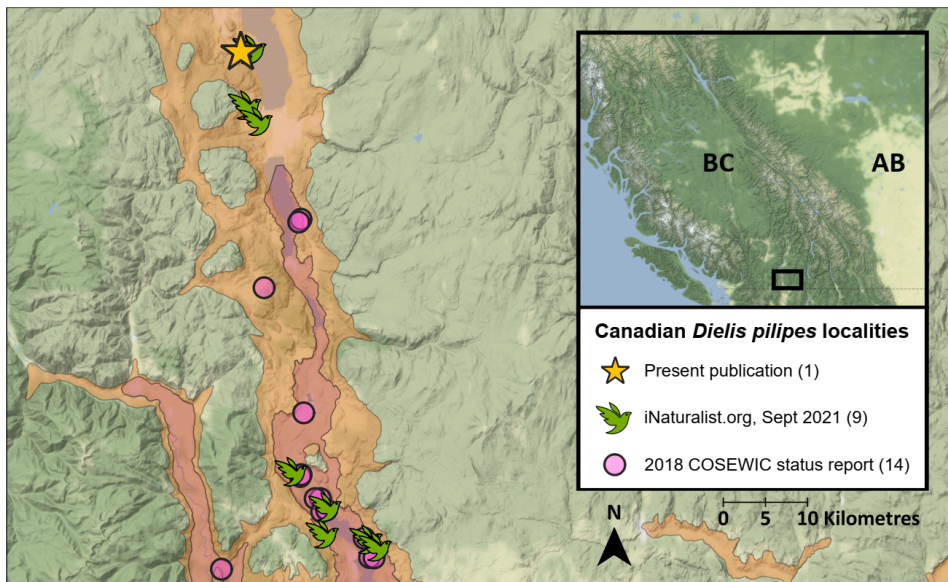 BC
AB
Canadian Dielis pilipes localities
Present publication (1)
iNaturalist.org, Sept 2021 (9)
2018 COSEWIC status report (14)
N
0 5 10 Kilometres